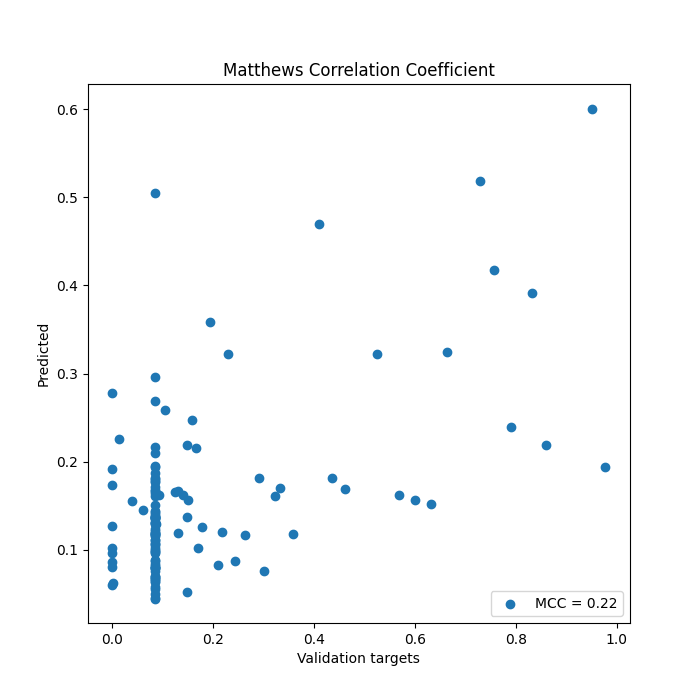 Matthews Correlation Coefficient
0.6
0.5
0.4
0.3
0.2
0.1
Predicted
MCC = 0.22
0.0 0.2 0.4 0.6 0.8 1.0
Validation targets